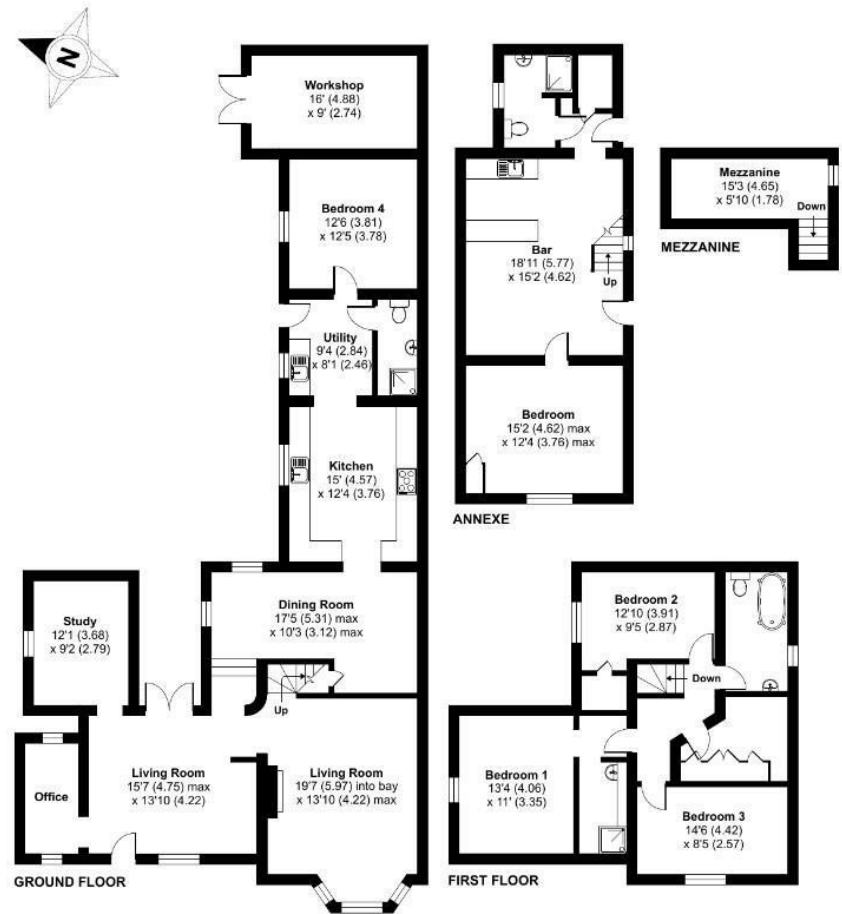 N
Workshop
16' (4.88)
x 9' (2.74)
Bedroom 4
12'6 (3.81)
x 12'5 (3.78)
Utility
9'4 (2.84)
x 8'1 (2.46)
Kitchen
15' (4.57)
x 12'4 (3.76)
Study
12'1 (3.68)
x 9'2 (2.79)
Dining Room
17'5 (5.31) max
x 10'3 (3.12) max
Up
Office
Living Room
15'7 (4.75) max
x 13'10 (4.22)
Living Room
19'7 (5.97) into bay
x 13'10 (4.22) max
GROUND FLOOR
Bar
18'11 (5.77)
x 15'2 (4.62)
Up
Bedroom
15'2 (4.62) max
x 12'4 (3.76) max
ANNEXE
Mezzanine
15'3 (4.65)
x 5'10 (1.78)
Down
MEZZANINE
Bedroom 2
12'10 (3.91)
x 9'5 (2.87)
Down
Bedroom 1
13'4 (4.06)
x 11' (3.35)
Bedroom 3
14'6 (4.42)
x 8'5 (2.57)
FIRST FLOOR